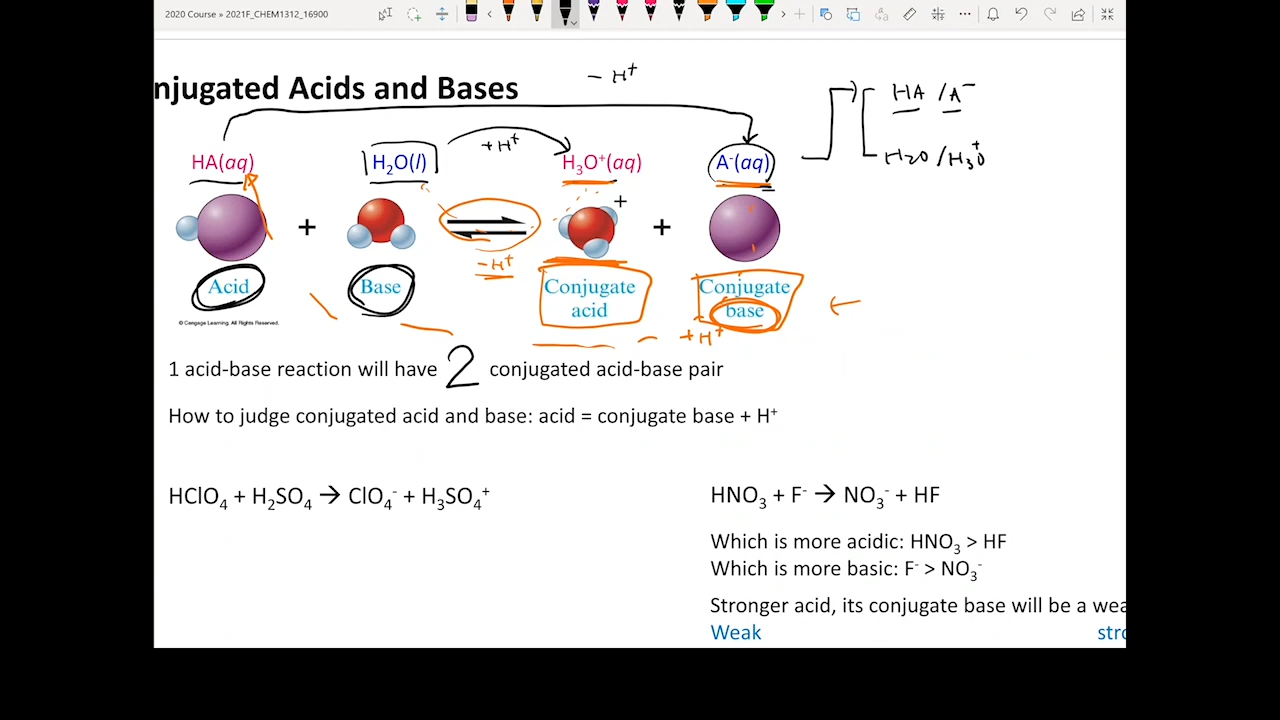 2020 Course » 2021F_CHEM1312_16900
njugated Acids and Bases
- H⁺
HA /A⁻
+H⁺
H₂O /H₃O⁺
HA(aq) H₂O(l) H₃O⁺(aq) A⁻(aq)
+ + +
-H⁺
Acid Base Conjugate acid Conjugate base
© Cengage Learning. All Rights Reserved.
+H⁺
1 acid-base reaction will have 2 conjugated acid-base pair
How to judge conjugated acid and base: acid = conjugate base + H⁺
HClO₄ + H₂SO₄ → ClO₄⁻ + H₃SO₄⁺
HNO₃ + F⁻ → NO₃⁻ + HF
Which is more acidic: HNO₃ > HF
Which is more basic: F⁻ > NO₃⁻
Stronger acid, its conjugate base will be a wea
Weak stro